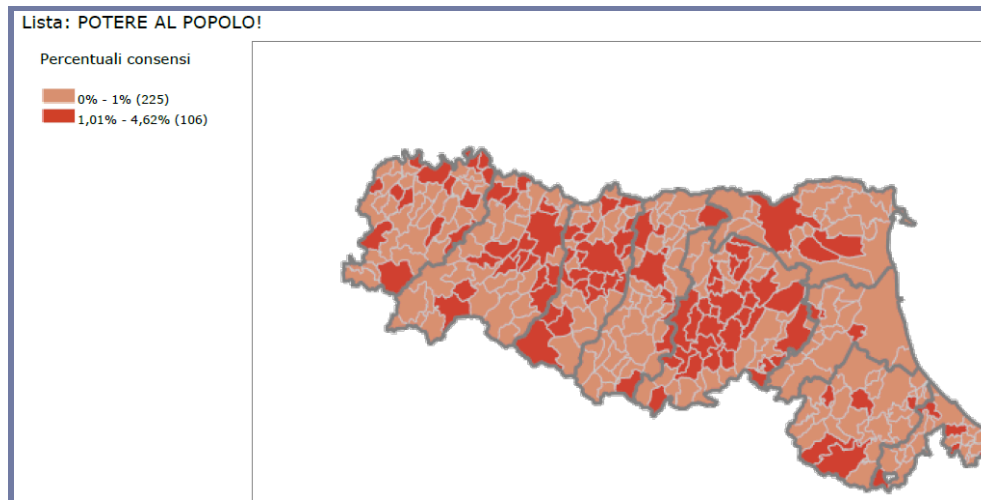 Lista: POTERE AL POPOLO!
Percentuali consensi
0% - 1% (225)
1,01% - 4,62% (106)